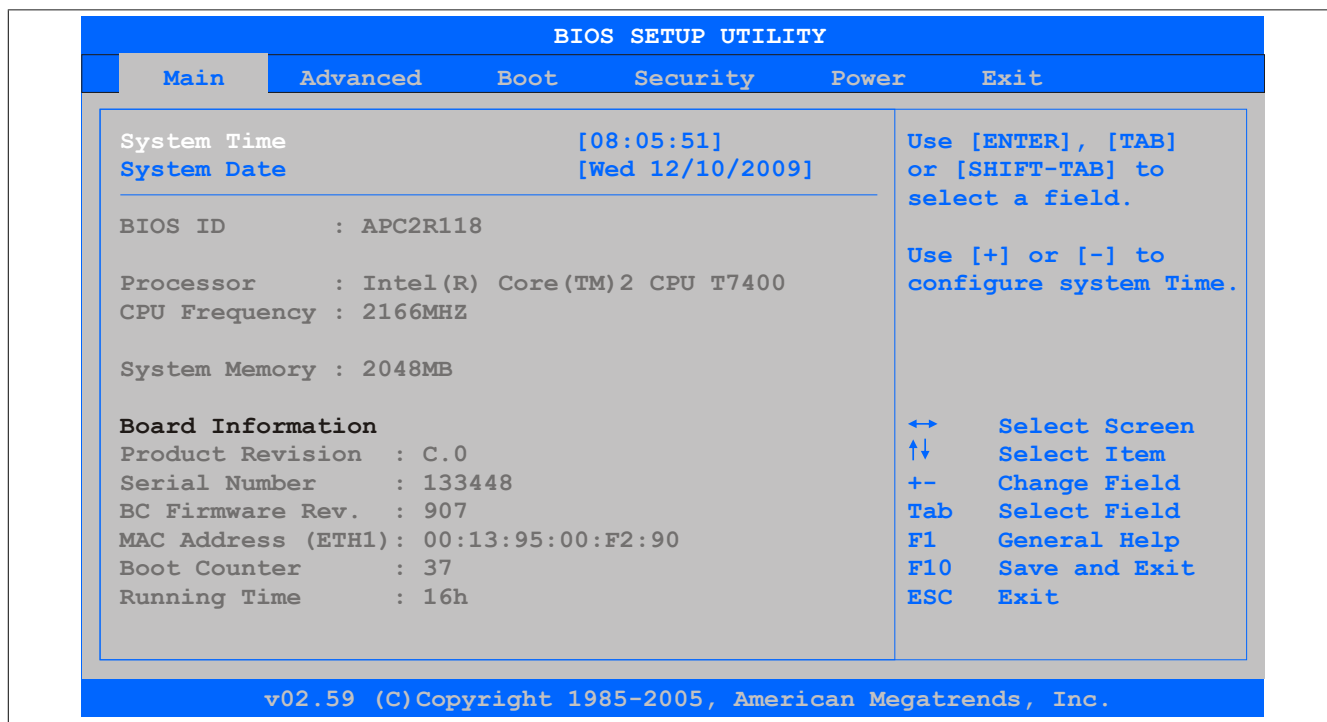 BIOS SETUP UTILITY
Main Advanced Boot Security Power Exit
System Time [08:05:51]
System Date [Wed 12/10/2009]
BIOS ID : APC2R118
Processor : Intel(R) Core(TM)2 CPU T7400
CPU Frequency : 2166MHZ
System Memory : 2048MB
Board Information
Product Revision : C.0
Serial Number : 133448
BC Firmware Rev. : 907
MAC Address (ETH1): 00:13:95:00:F2:90
Boot Counter : 37
Running Time : 16h
Use [ENTER], [TAB]
or [SHIFT-TAB] to
select a field.
Use [+] or [-] to
configure system Time.
↔ Select Screen
↑↓ Select Item
+- Change Field
Tab Select Field
F1 General Help
F10 Save and Exit
ESC Exit
v02.59 (C)Copyright 1985-2005, American Megatrends, Inc.